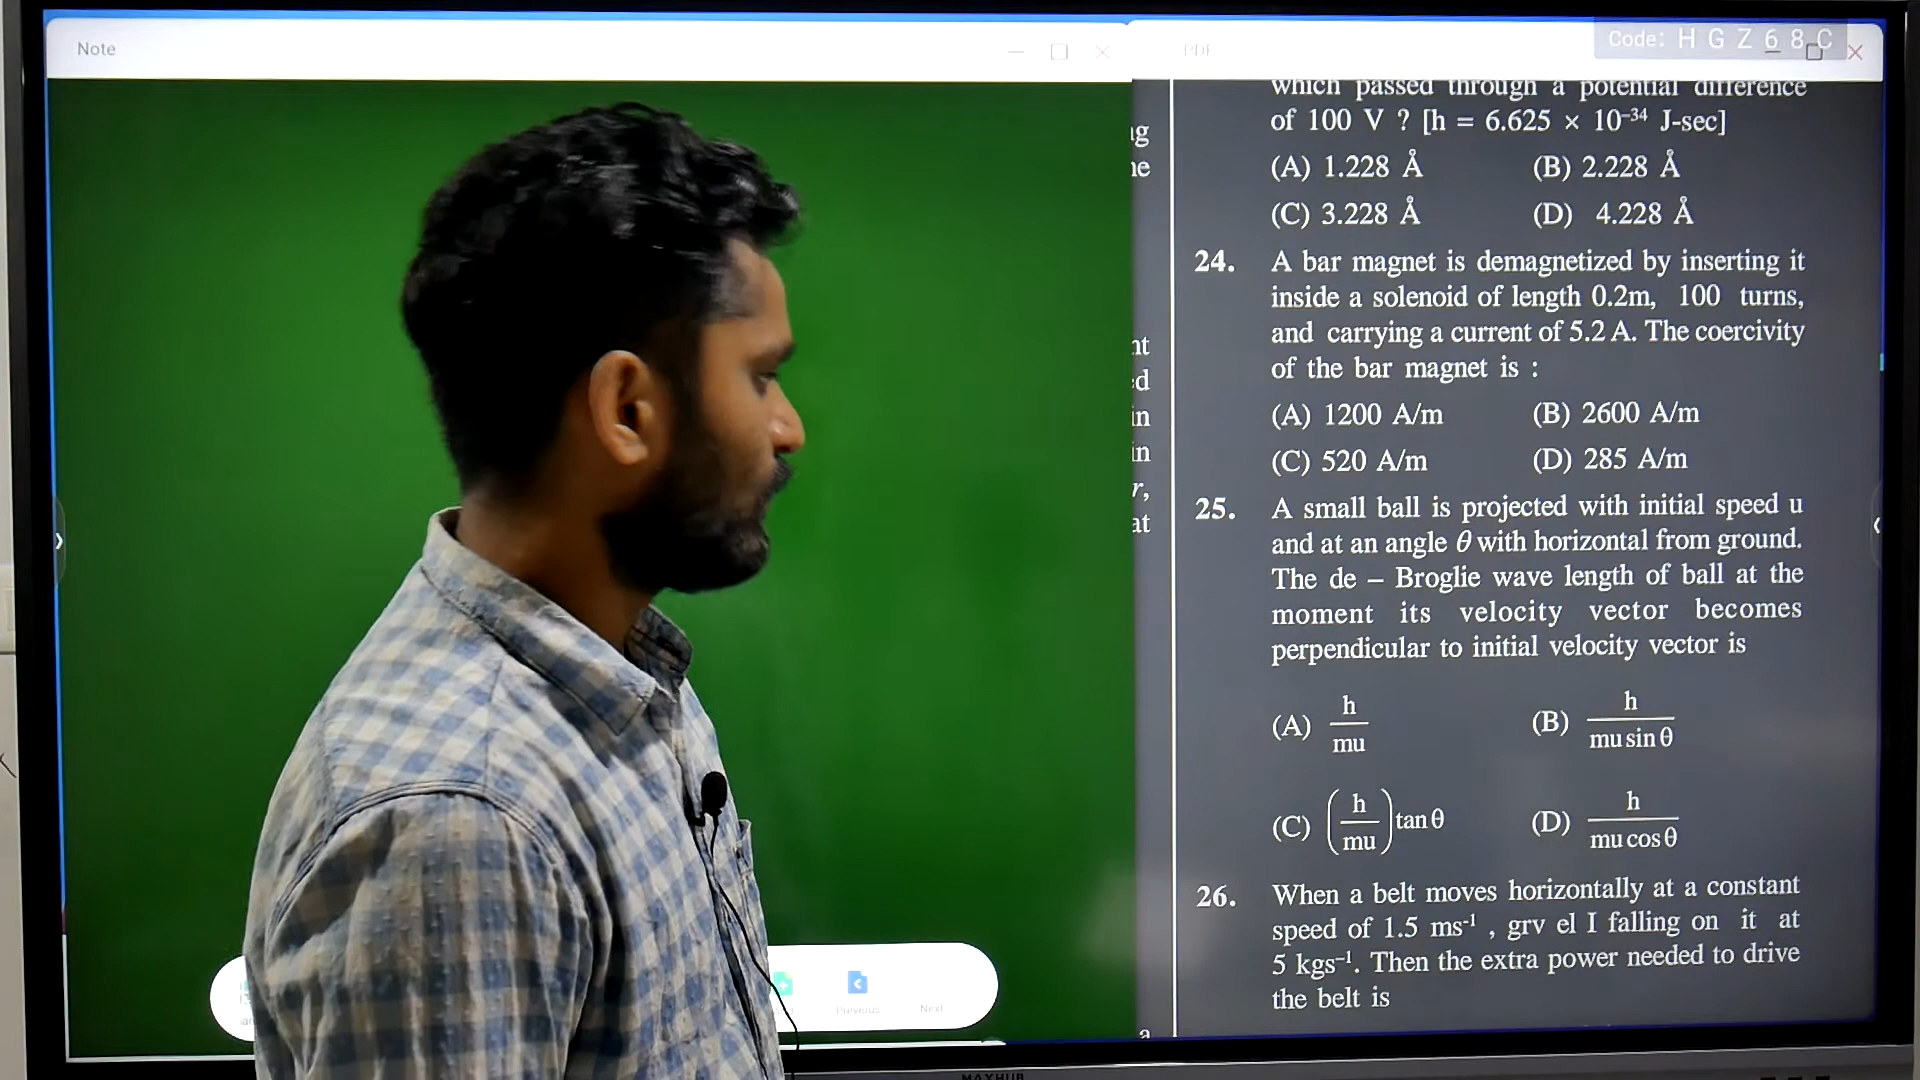 Note
PDF
Code: H G Z 6 8 C
which passed through a potential difference
of 100 V ? [h = 6.625 × 10⁻³⁴ J-sec]
(A) 1.228 Å (B) 2.228 Å
(C) 3.228 Å (D) 4.228 Å
24. A bar magnet is demagnetized by inserting it
inside a solenoid of length 0.2m, 100 turns,
and carrying a current of 5.2 A. The coercivity
of the bar magnet is :
(A) 1200 A/m (B) 2600 A/m
(C) 520 A/m (D) 285 A/m
25. A small ball is projected with initial speed u
and at an angle θ with horizontal from ground.
The de – Broglie wave length of ball at the
moment its velocity vector becomes
perpendicular to initial velocity vector is
(A) h/mu (B) h/mu sin θ
(C) (h/mu) tan θ (D) h/mu cos θ
26. When a belt moves horizontally at a constant
speed of 1.5 ms⁻¹ , grv el I falling on it at
5 kgs⁻¹. Then the extra power needed to drive
the belt is
Previous
Next
MAXHUB